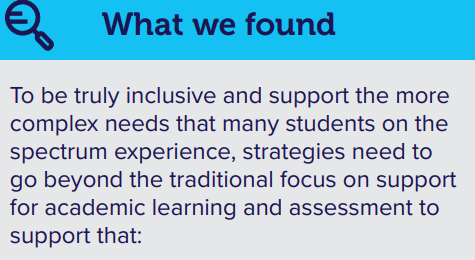 What we found
To be truly inclusive and support the more
complex needs that many students on the
spectrum experience, strategies need to
go beyond the traditional focus on support
for academic learning and assessment to
support that: